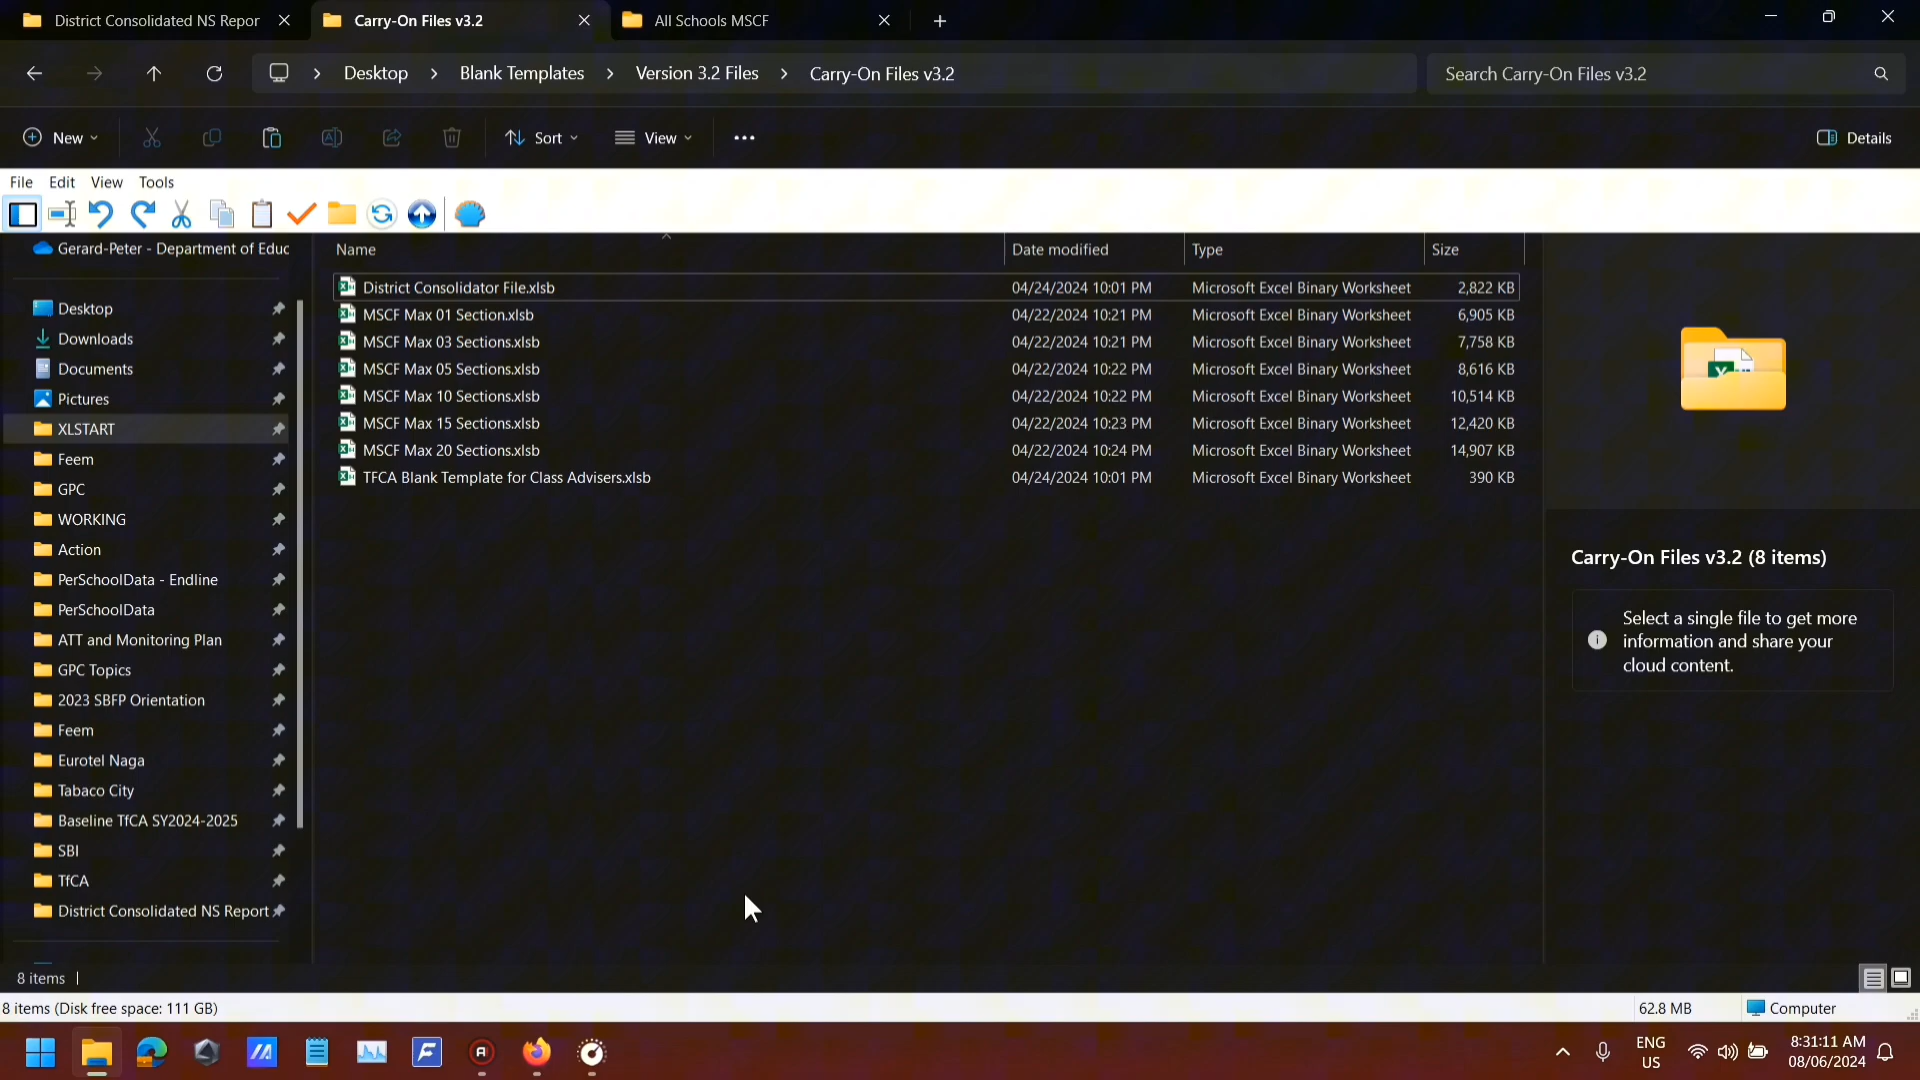 District Consolidated NS Repor
Carry-On Files v3.2
All Schools MSCF
Desktop > Blank Templates > Version 3.2 Files > Carry-On Files v3.2
Search Carry-On Files v3.2
New
Sort
View
Details
File Edit View Tools
Gerard-Peter - Department of Educ
Desktop
Downloads
Documents
Pictures
XLSTART
Feem
GPC
WORKING
Action
PerSchoolData - Endline
PerSchoolData
ATT and Monitoring Plan
GPC Topics
2023 SBFP Orientation
Feem
Eurotel Naga
Tabaco City
Baseline TfCA SY2024-2025
SBI
TfCA
District Consolidated NS Report
Name Date modified Type Size
District Consolidator File.xlsb 04/24/2024 10:01 PM Microsoft Excel Binary Worksheet 2,822 KB
MSCF Max 01 Section.xlsb 04/22/2024 10:21 PM Microsoft Excel Binary Worksheet 6,905 KB
MSCF Max 03 Sections.xlsb 04/22/2024 10:21 PM Microsoft Excel Binary Worksheet 7,758 KB
MSCF Max 05 Sections.xlsb 04/22/2024 10:22 PM Microsoft Excel Binary Worksheet 8,616 KB
MSCF Max 10 Sections.xlsb 04/22/2024 10:22 PM Microsoft Excel Binary Worksheet 10,514 KB
MSCF Max 15 Sections.xlsb 04/22/2024 10:23 PM Microsoft Excel Binary Worksheet 12,420 KB
MSCF Max 20 Sections.xlsb 04/22/2024 10:24 PM Microsoft Excel Binary Worksheet 14,907 KB
TFCA Blank Template for Class Advisers.xlsb 04/24/2024 10:01 PM Microsoft Excel Binary Worksheet 390 KB
Carry-On Files v3.2 (8 items)
Select a single file to get more
information and share your
cloud content.
8 items
8 items (Disk free space: 111 GB)
62.8 MB
Computer
ENG
US
8:31:11 AM
08/06/2024